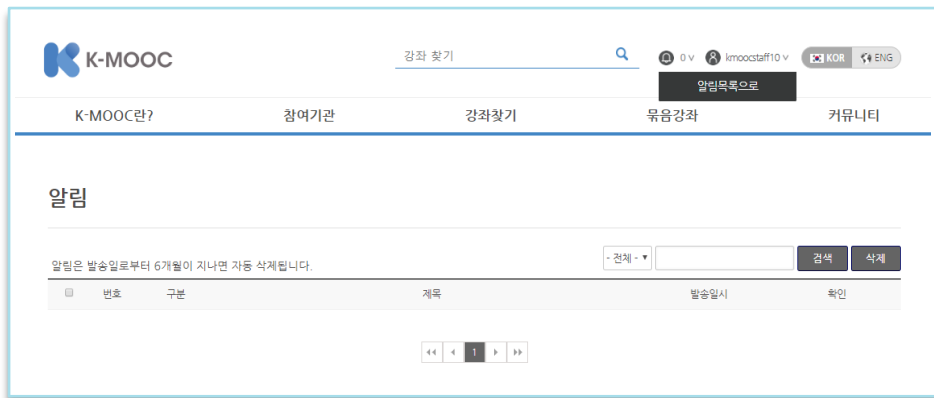 K-MOOC
강좌 찾기
0 ∨ kmoocstaff10 ∨ KOR ENG
알림목록으로
K-MOOC란? 참여기관 강좌찾기 묶음강좌 커뮤니티
알림
알림은 발송일로부터 6개월이 지나면 자동 삭제됩니다.
- 전체 - ▼ 검색 삭제
번호 구분 제목 발송일시 확인
1